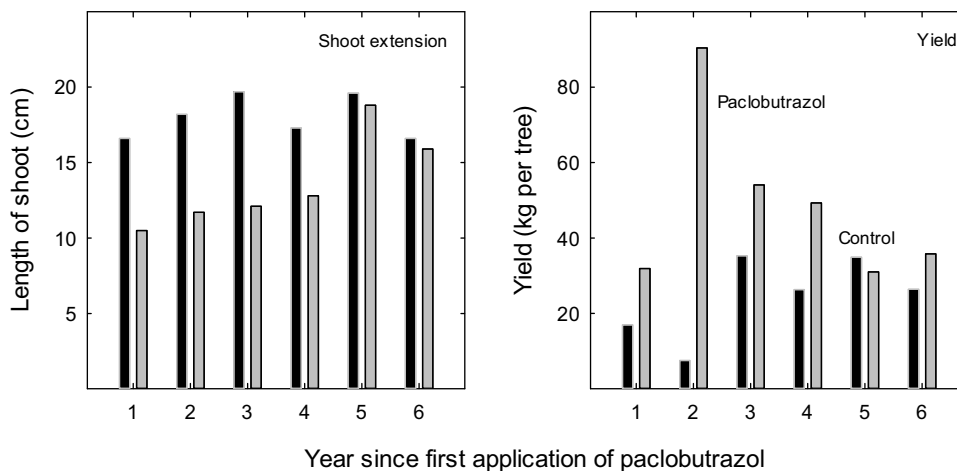 Shoot extension
Length of shoot (cm)
20
15
10
5
1 2 3 4 5 6
Yield
Paclobutrazol
Control
Yield (kg per tree)
80
60
40
20
1 2 3 4 5 6
Year since first application of paclobutrazol